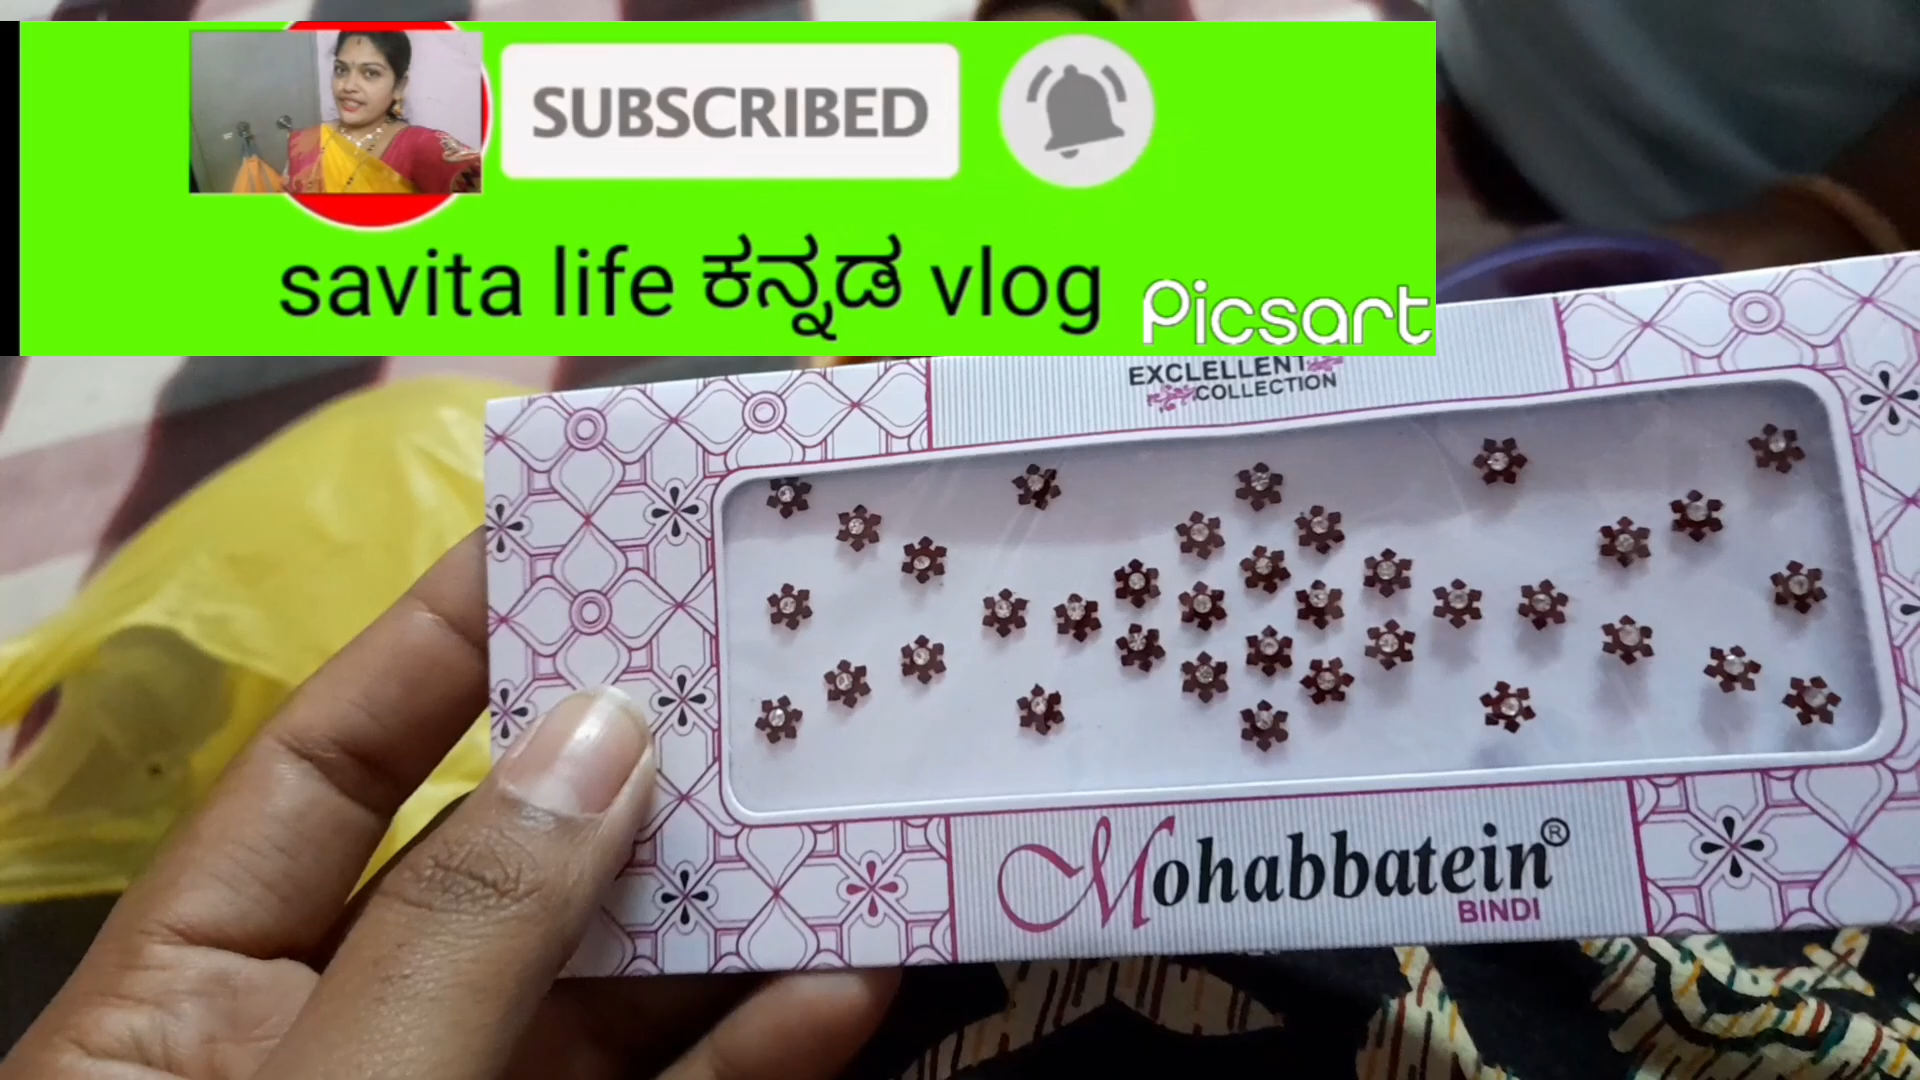 SUBSCRIBED
savita life ಕನ್ನಡ vlog
Picsart
EXCLELLENT
COLLECTION
Mohabbatein®
BINDI